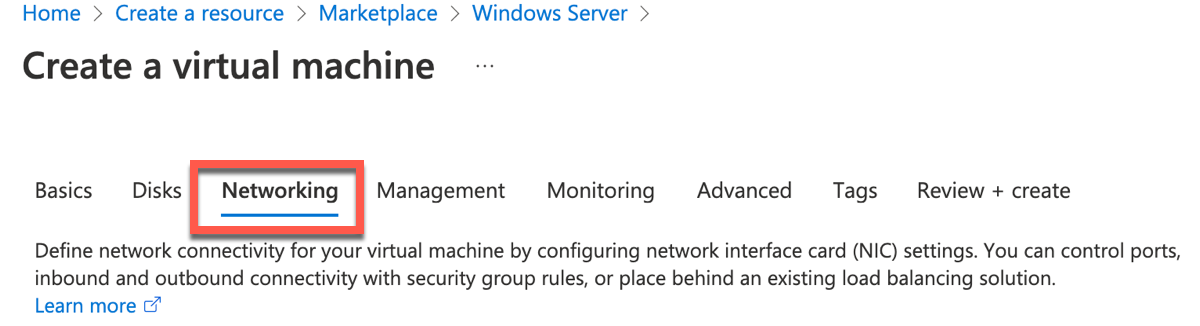 Home > Create a resource > Marketplace > Windows Server >
Create a virtual machine ...
Basics Disks Networking Management Monitoring Advanced Tags Review + create
Define network connectivity for your virtual machine by configuring network interface card (NIC) settings. You can control ports,
inbound and outbound connectivity with security group rules, or place behind an existing load balancing solution.
Learn more